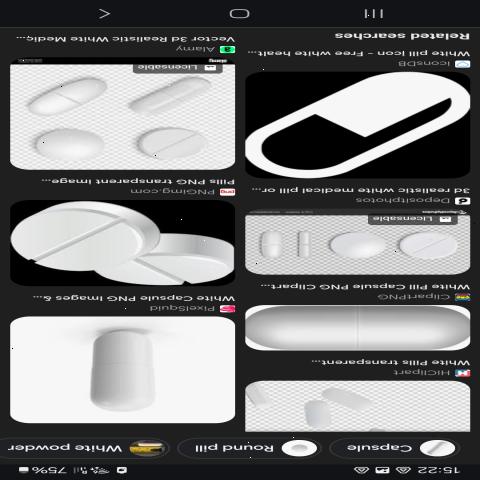 15:22
75%
Capsule
Round pill
White powder
HiClipart
White Pills transparent...
PixelSquid
White Capsule PNG Images &...
ClipartPNG
White Pill Capsule PNG Clipart
PNGimg.com
Pills PNG transparent image...
Licensable
Depositphotos
3d realistic white medical pill or...
Licensable
Alamy
Vector 3d Realistic White Medic...
IconsDB
White pill icon - Free white healt...
Related searches